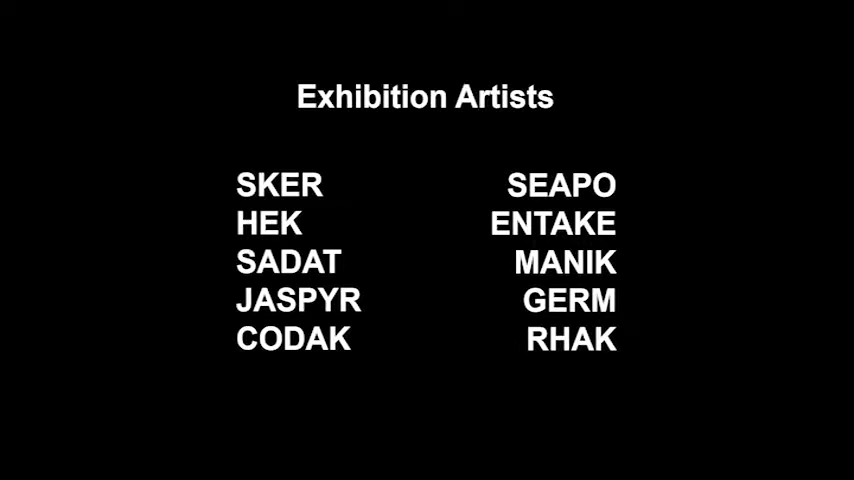 Exhibition Artists
SKER SEAPO
HEK ENTAKE
SADAT MANIK
JASPYR GERM
CODAK RHAK